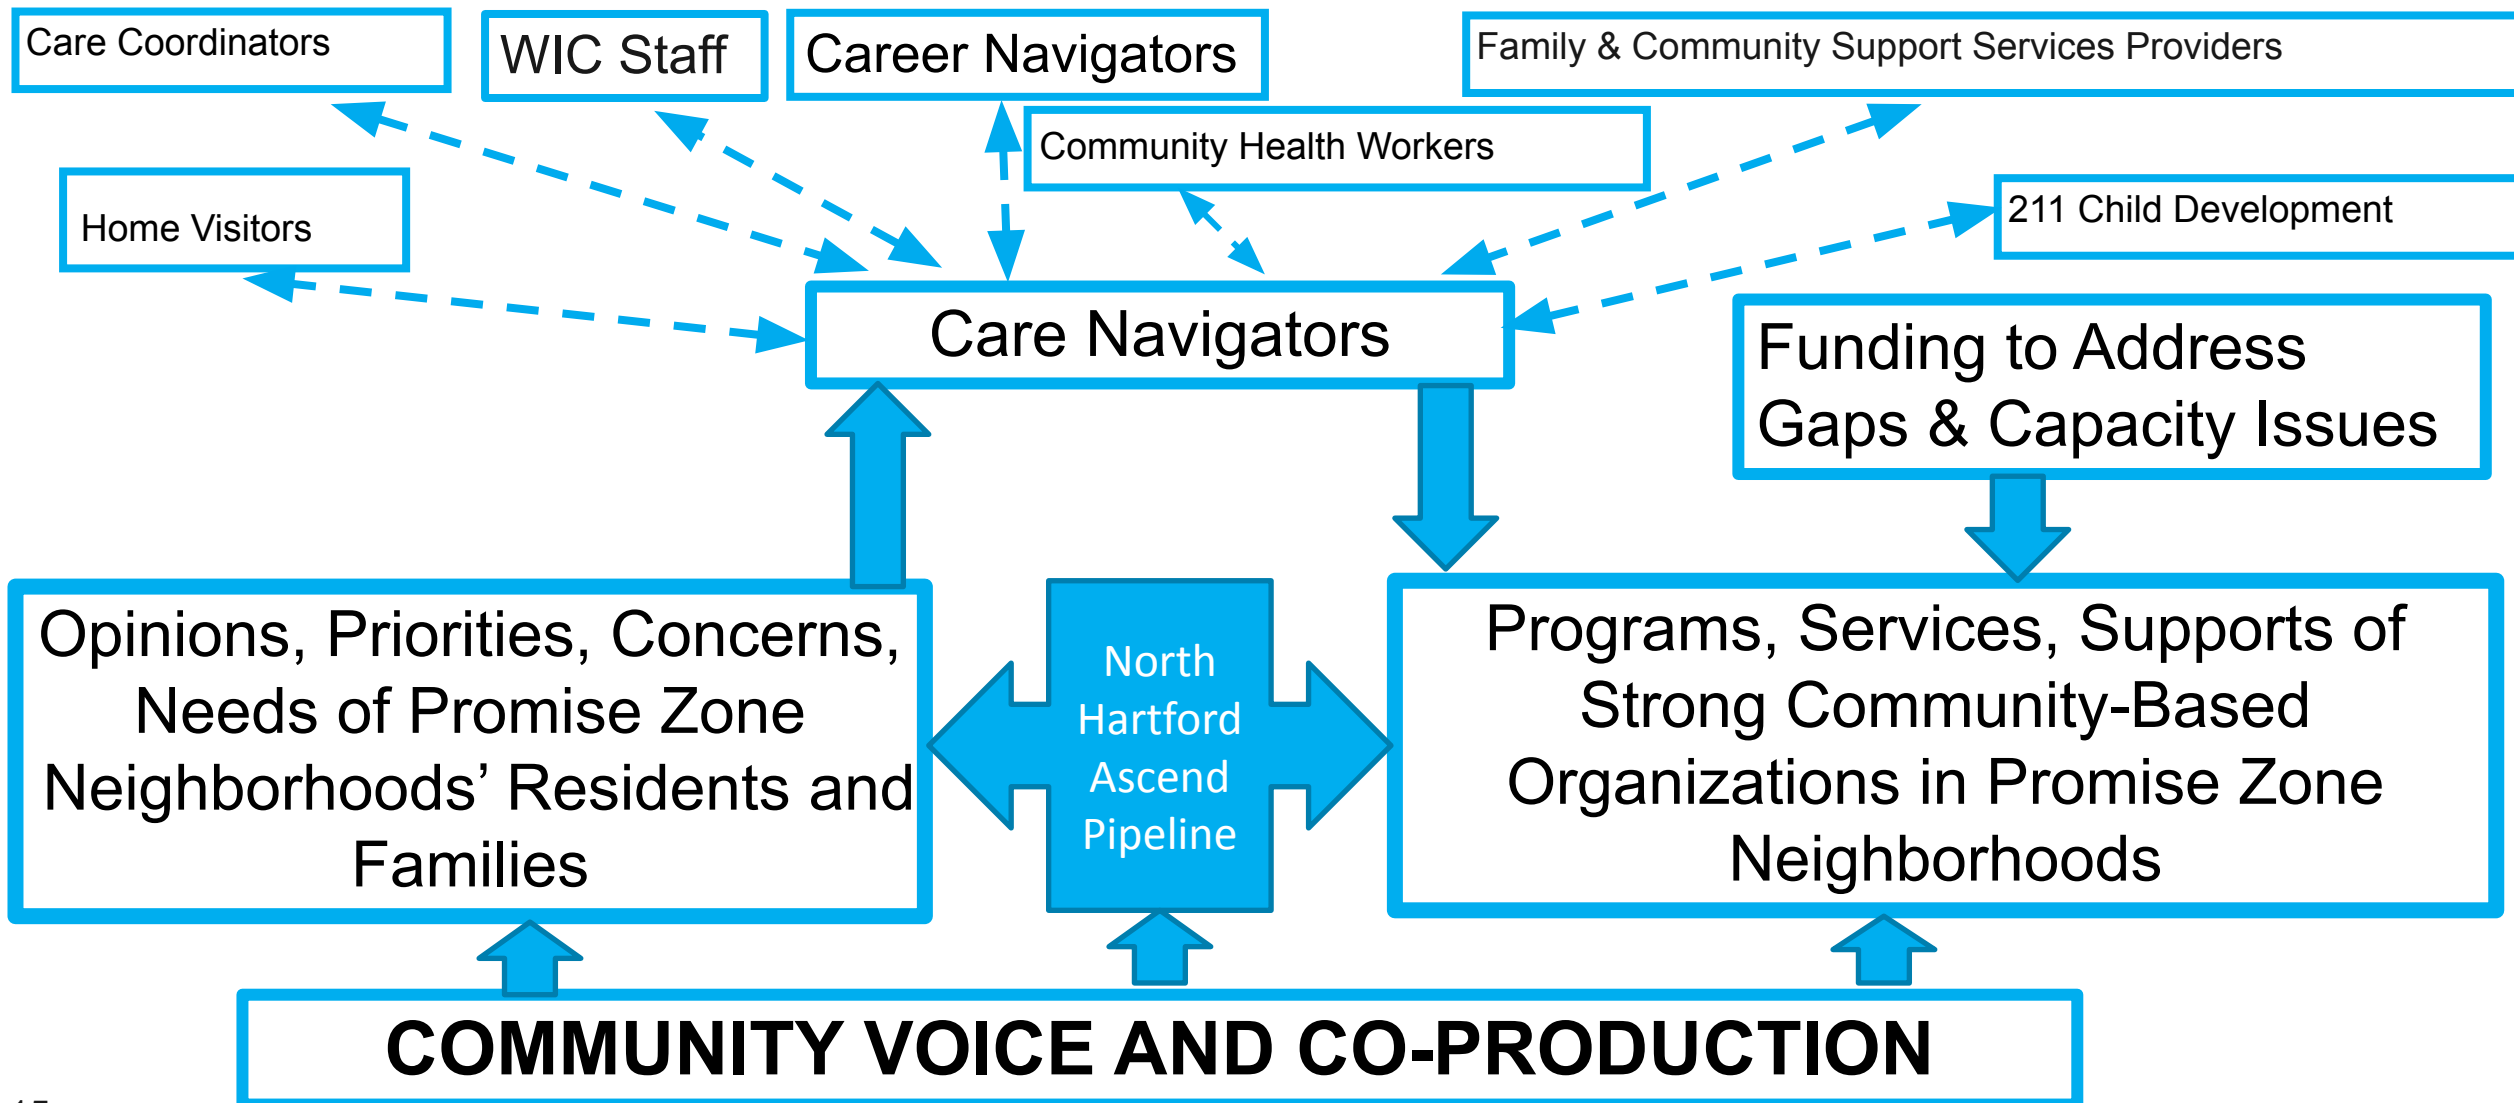 Care Coordinators
WIC Staff
Career Navigators
Family & Community Support Services Providers
Community Health Workers
Home Visitors
211 Child Development
Care Navigators
Funding to Address
Gaps & Capacity Issues
Opinions, Priorities, Concerns,
Needs of Promise Zone
Neighborhoods’ Residents and
Families
North
Hartford
Ascend
Pipeline
Programs, Services, Supports of
Strong Community-Based
Organizations in Promise Zone
Neighborhoods
COMMUNITY VOICE AND CO-PRODUCTION